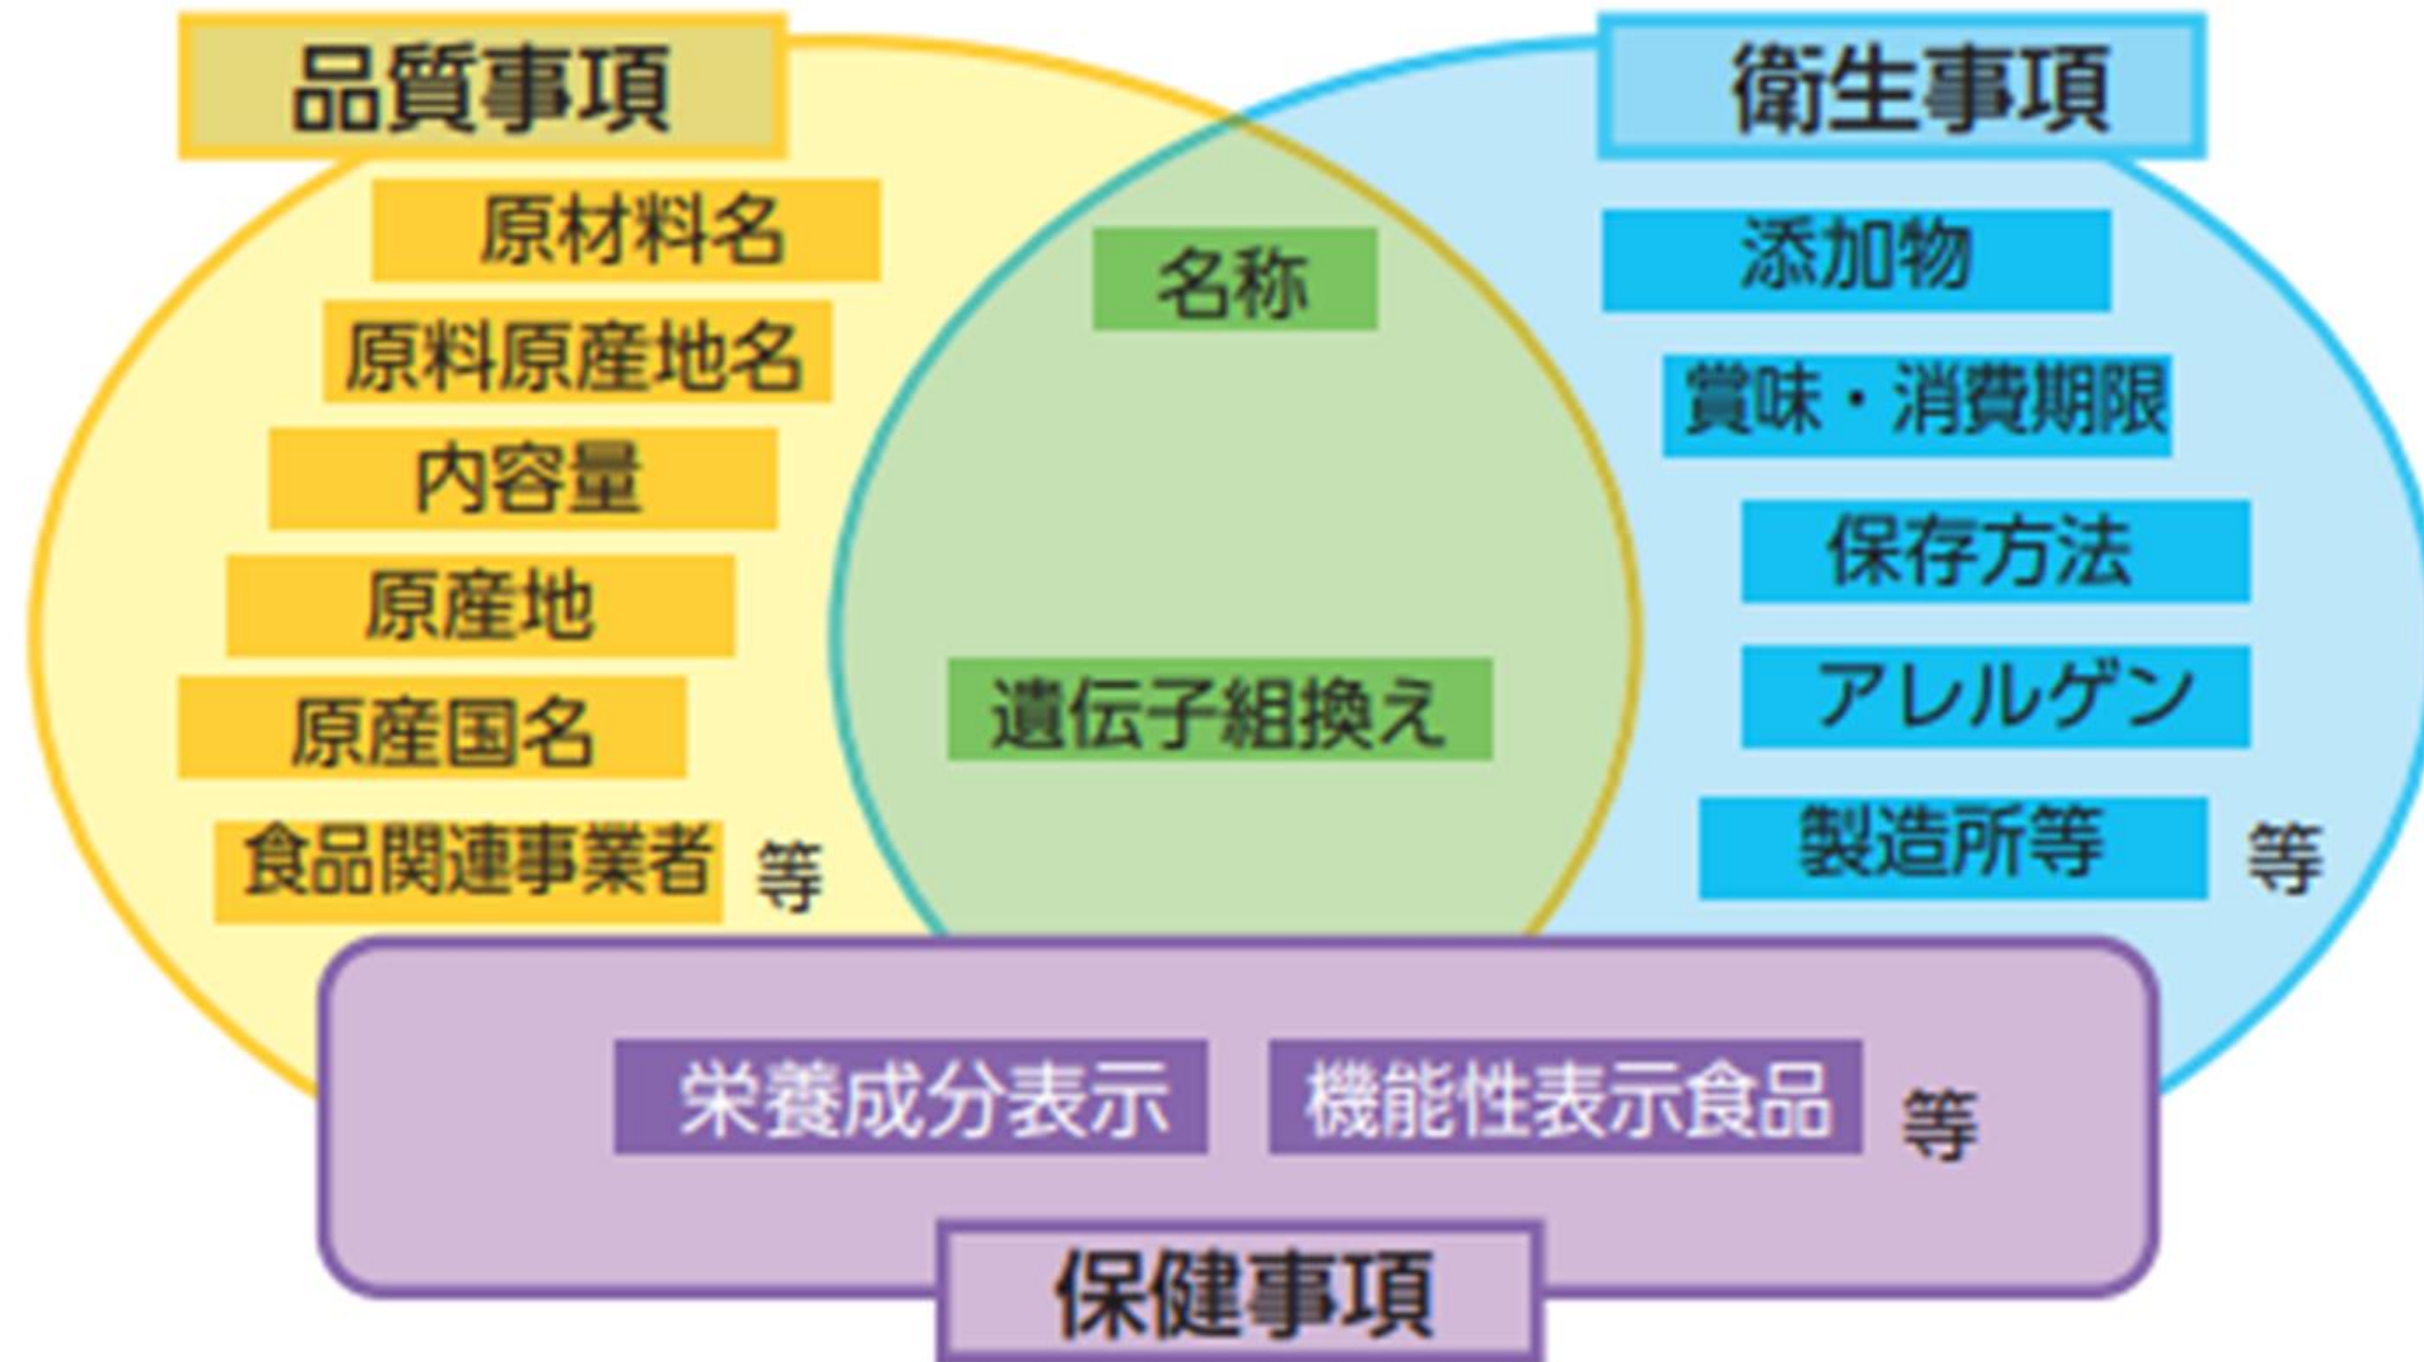 品質事項
原材料名
原料原産地名
内容量
原産地
原産国名
食品関連事業者 等
名称
遺伝子組換え
衛生事項
添加物
賞味・消費期限
保存方法
アレルゲン
製造所等 等
栄養成分表示 機能性表示食品 等
保健事項